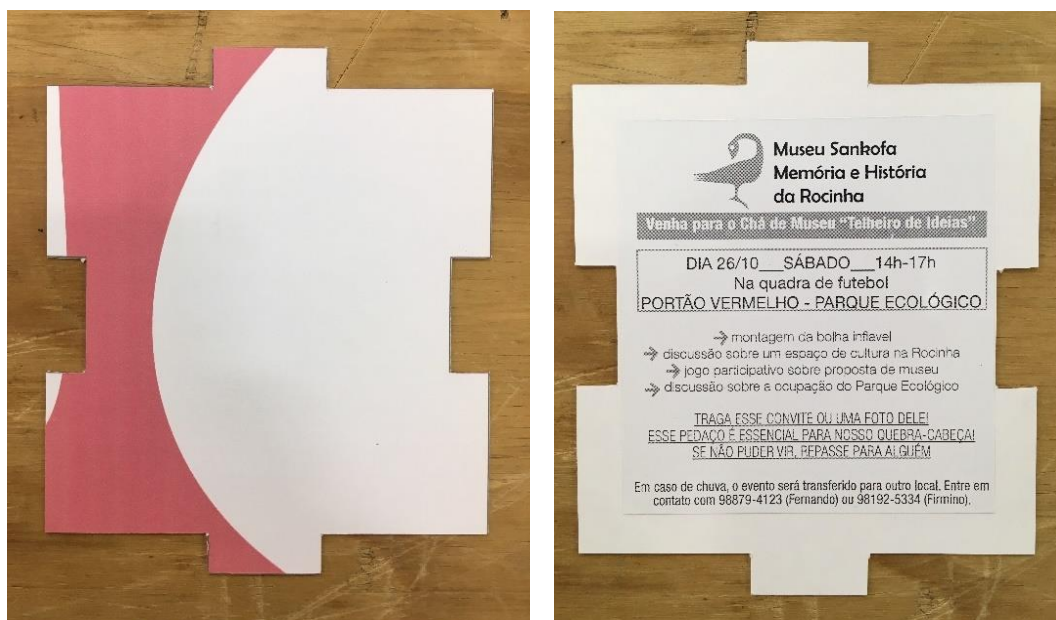 Museu Sankofa
Memória e História
da Rocinha
Venha para o Chá de Museu "Telheiro de Ideias"
DIA 26/10___SÁBADO___14h-17h
Na quadra de futebol
PORTÃO VERMELHO - PARQUE ECOLÓGICO
montagem da bolha inflavel
discussão sobre um espaço de cultura na Rocinha
jogo participativo sobre proposta de museu
discussão sobre a ocupação do Parque Ecológico
TRAGA ESSE CONVITE OU UMA FOTO DELE!
ESSE PEDAÇO É ESSENCIAL PARA NOSSO QUEBRA-CABEÇA!
SE NÃO PUDER VIR, REPASSE PARA ALGUÉM
Em caso de chuva, o evento será transferido para outro local. Entre em
contato com 98879-4123 (Fernando) ou 98192-5334 (Firmino).